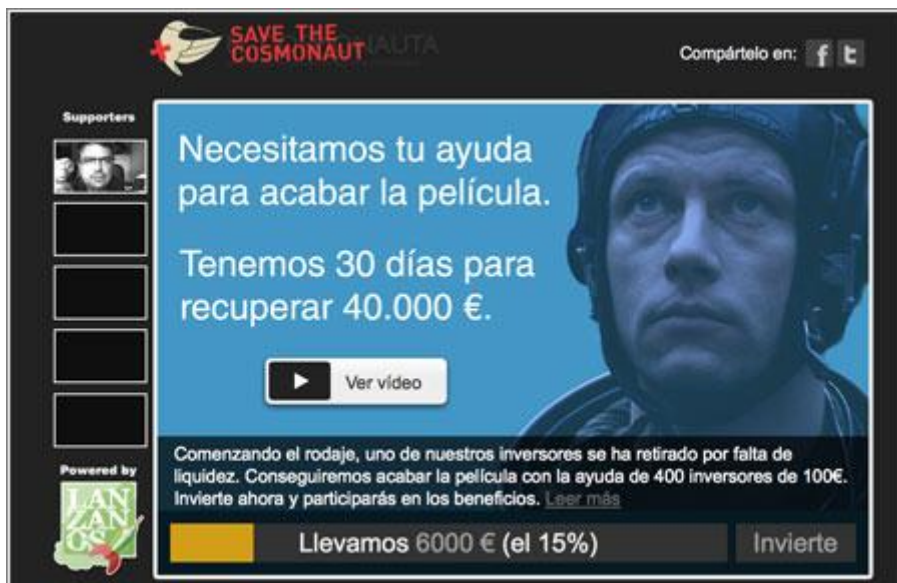 SAVE THE
COSMONAUT
Compártelo en:
f t
Supporters
Necesitamos tu ayuda
para acabar la película.
Tenemos 30 días para
recuperar 40.000 €.
Ver vídeo
Comenzando el rodaje, uno de nuestros inversores se ha retirado por falta de
liquidez. Conseguiremos acabar la película con la ayuda de 400 inversores de 100€.
Invierte ahora y participarás en los beneficios. Leer más
Powered by
LAN
ZAN
OS
Llevamos 6000 € (el 15%)
Invierte